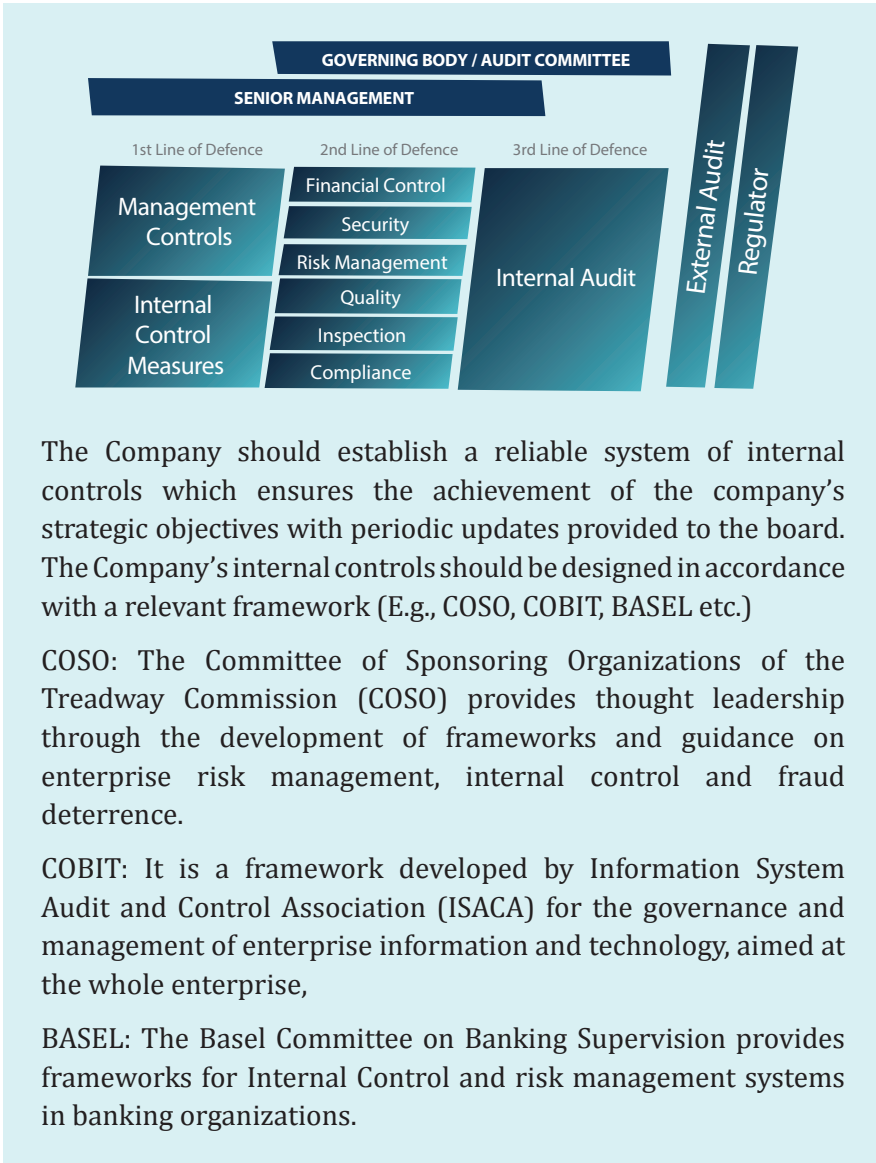 GOVERNING BODY / AUDIT COMMITTEE
SENIOR MANAGEMENT
1st Line of Defence
2nd Line of Defence
3rd Line of Defence
Management
Controls
Internal
Control
Measures
Financial Control
Security
Risk Management
Quality
Inspection
Compliance
Internal Audit
External Audit
Regulator
The Company should establish a reliable system of internal
controls which ensures the achievement of the company’s
strategic objectives with periodic updates provided to the board.
The Company’s internal controls should be designed in accordance
with a relevant framework (E.g., COSO, COBIT, BASEL etc.)
COSO: The Committee of Sponsoring Organizations of the
Treadway Commission (COSO) provides thought leadership
through the development of frameworks and guidance on
enterprise risk management, internal control and fraud
deterrence.
COBIT: It is a framework developed by Information System
Audit and Control Association (ISACA) for the governance and
management of enterprise information and technology, aimed at
the whole enterprise,
BASEL: The Basel Committee on Banking Supervision provides
frameworks for Internal Control and risk management systems
in banking organizations.